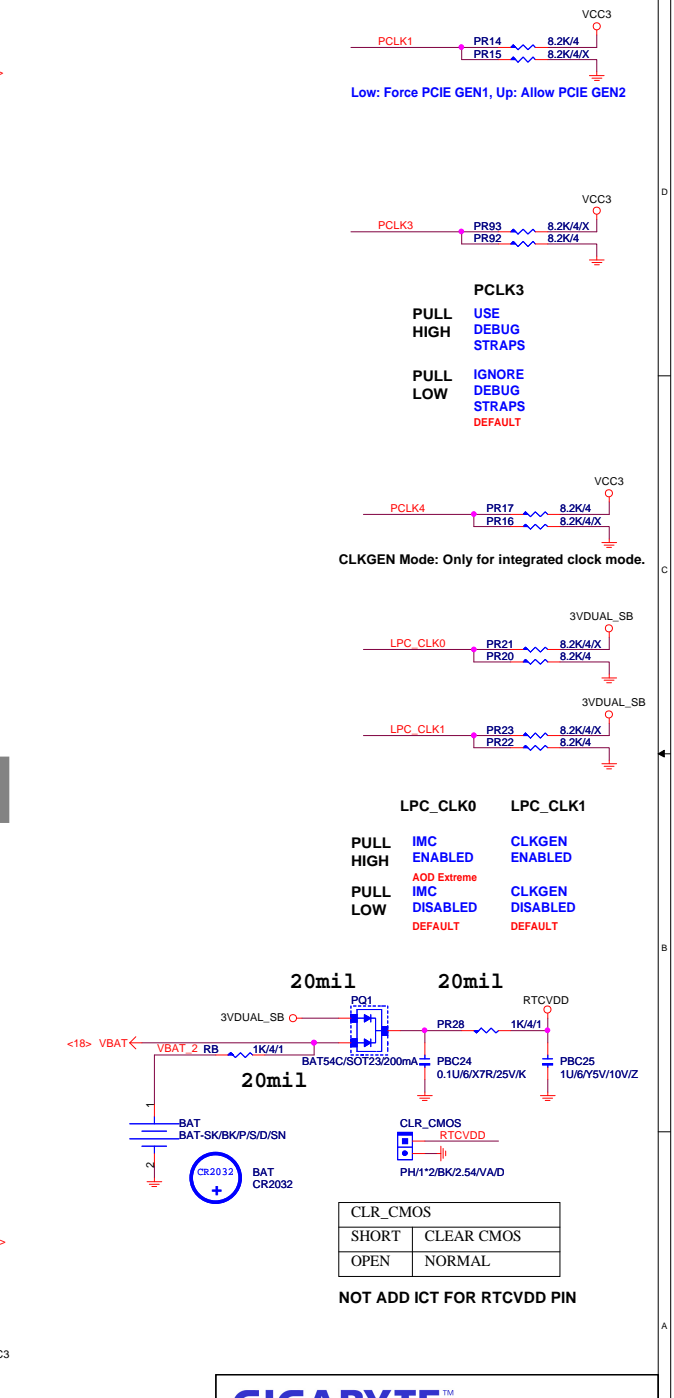 VCC3
PCLK1 PR14 8.2K/4
PR15 8.2K/4/X
Low: Force PCIE GEN1, Up: Allow PCIE GEN2
D
VCC3
PCLK3 PR93 8.2K/4/X
PR92 8.2K/4
PCLK3
PULL HIGH USE DEBUG STRAPS
PULL LOW IGNORE DEBUG STRAPS
DEFAULT
VCC3
PCLK4 PR17 8.2K/4
PR16 8.2K/4/X
CLKGEN Mode: Only for integrated clock mode.
C
3VDUAL_SB
LPC_CLK0 PR21 8.2K/4/X
PR20 8.2K/4
3VDUAL_SB
LPC_CLK1 PR23 8.2K/4/X
PR22 8.2K/4
LPC_CLK0 LPC_CLK1
PULL HIGH IMC ENABLED CLKGEN ENABLED
AOD Extreme
PULL LOW IMC DISABLED CLKGEN DISABLED
DEFAULT DEFAULT
B
20mil 20mil
PQ1 RTCVDD
3VDUAL_SB PR28 1K/4/1
<18> VBAT VBAT_2 RB 1K/4/1
BAT54C/SOT23/200mA PBC24 PBC25
0.1U/6/X7R/25V/K 1U/6/Y5V/10V/Z
20mil
1
BAT
BAT-SK/BK/P/S/D/SN
2
CR2032
+
BAT
CR2032
CLR_CMOS
RTCVDD
PH/1*2/BK/2.54/VA/D
CLR_CMOS
SHORT CLEAR CMOS
OPEN NORMAL
NOT ADD ICT FOR RTCVDD PIN
A
C3
GIGABYTE™